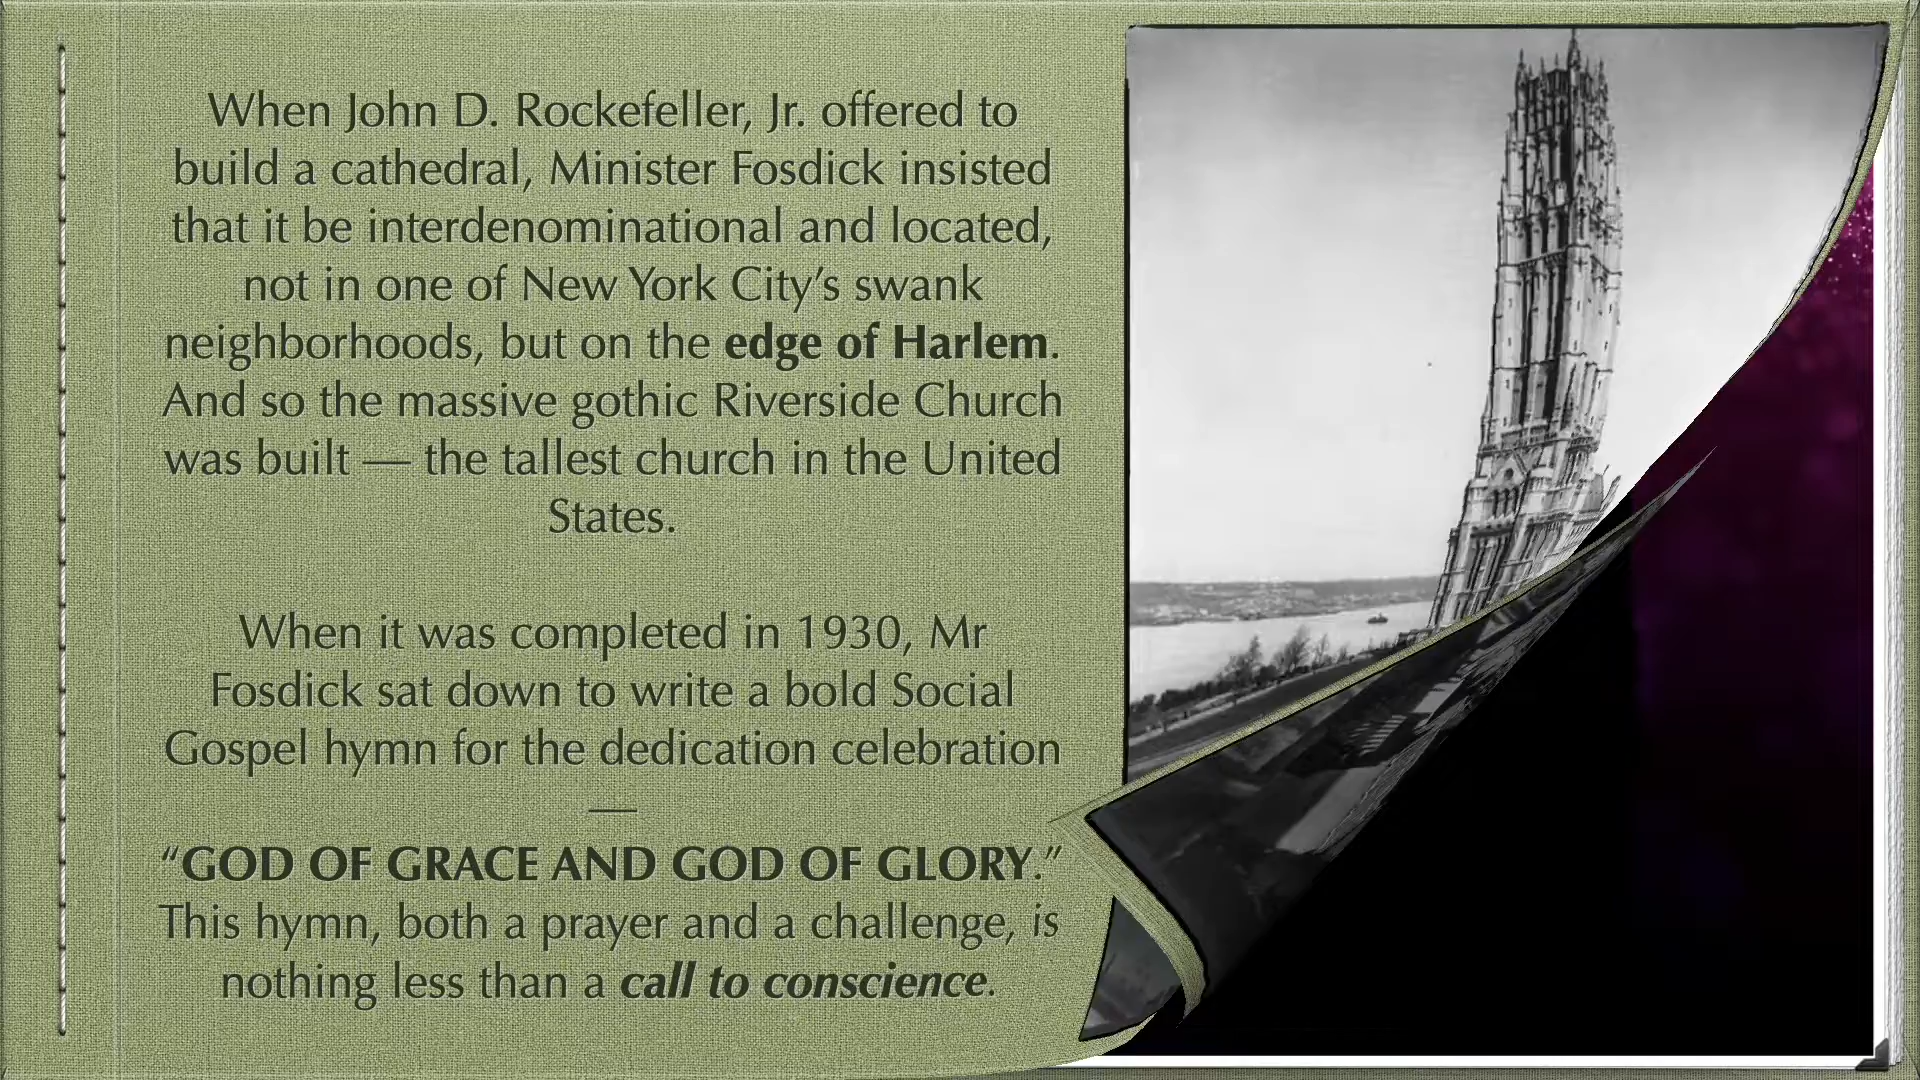 When John D. Rockefeller, Jr. offered to
build a cathedral, Minister Fosdick insisted
that it be interdenominational and located,
not in one of New York City’s swank
neighborhoods, but on the edge of Harlem.
And so the massive gothic Riverside Church
was built — the tallest church in the United
States.
When it was completed in 1930, Mr
Fosdick sat down to write a bold Social
Gospel hymn for the dedication celebration
—
“GOD OF GRACE AND GOD OF GLORY.”
This hymn, both a prayer and a challenge, is
nothing less than a call to conscience.